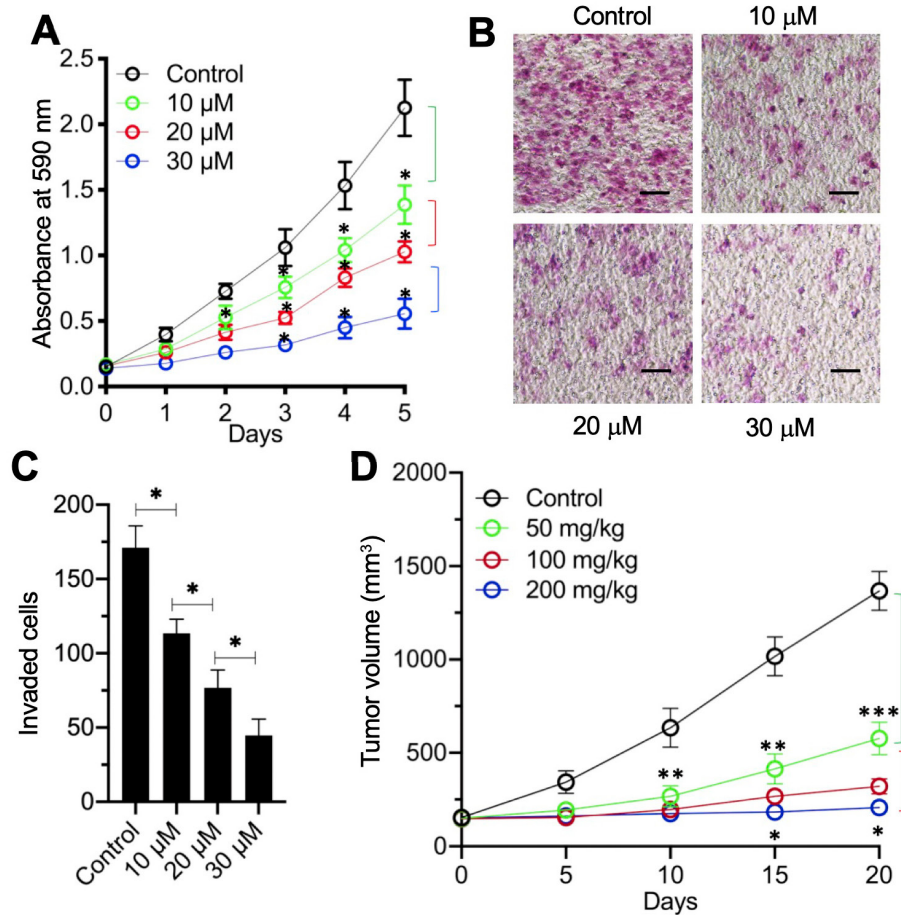 A
2.5
2.0
1.5
1.0
0.5
0.0
Absorbance at 590 nm
Control
10 µM
20 µM
30 µM
*
*
*
*
*
*
*
*
*
*
0 1 2 3 4 5
Days
B
Control 10 µM
20 µM 30 µM
C
200
150
100
50
0
Invaded cells
*
*
*
Control 10 µM 20 µM 30 µM
D
2000
1500
1000
500
0
Tumor volume (mm³)
Control
50 mg/kg
100 mg/kg
200 mg/kg
***
**
**
*
*
0 5 10 15 20
Days